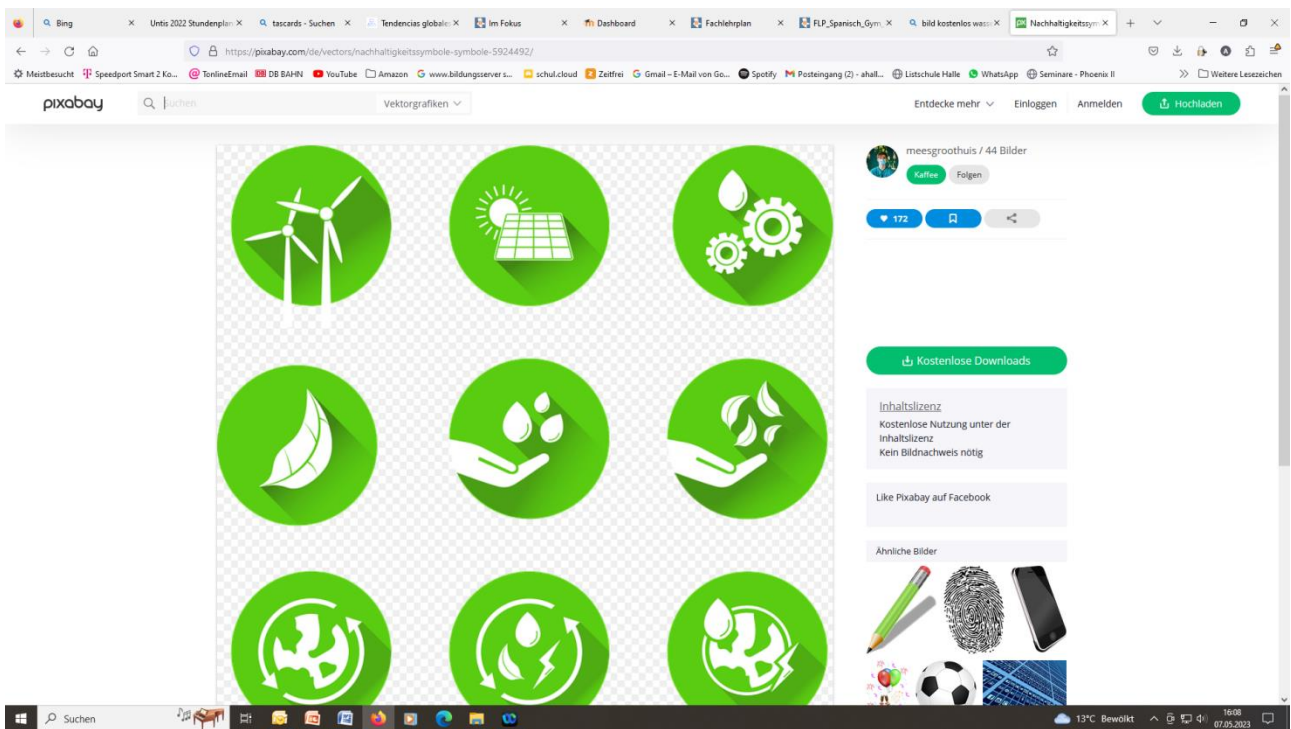 Bing
Untis 2022 Stundenplan
tascards - Suchen
Tendencias globale
Im Fokus
Dashboard
Fachlehrplan
FLP_Spanisch_Gym
bild kostenlos wass
Nachhaltigkeitssym
https://pixabay.com/de/vectors/nachhaltigkeitssymbole-symbole-5924492/
Meistbesucht
Speedport Smart 2 Ko...
TonlineEmail
DB BAHN
YouTube
Amazon
www.bildungsserver s...
schul.cloud
Zeitfrei
Gmail – E-Mail von Go...
Spotify
Posteingang (2) - ahall...
Listschule Halle
WhatsApp
Seminare - Phoenix II
Weitere Lesezeichen
pixabay
Suchen
Vektorgrafiken
Entdecke mehr
Einloggen
Anmelden
Hochladen
meesgroothuis / 44 Bilder
Kaffee
Folgen
172
Kostenlose Downloads
Inhaltslizenz
Kostenlose Nutzung unter der
Inhaltslizenz
Kein Bildnachweis nötig
Like Pixabay auf Facebook
Ähnliche Bilder
Suchen
13°C Bewölkt
16:08
07.05.2023